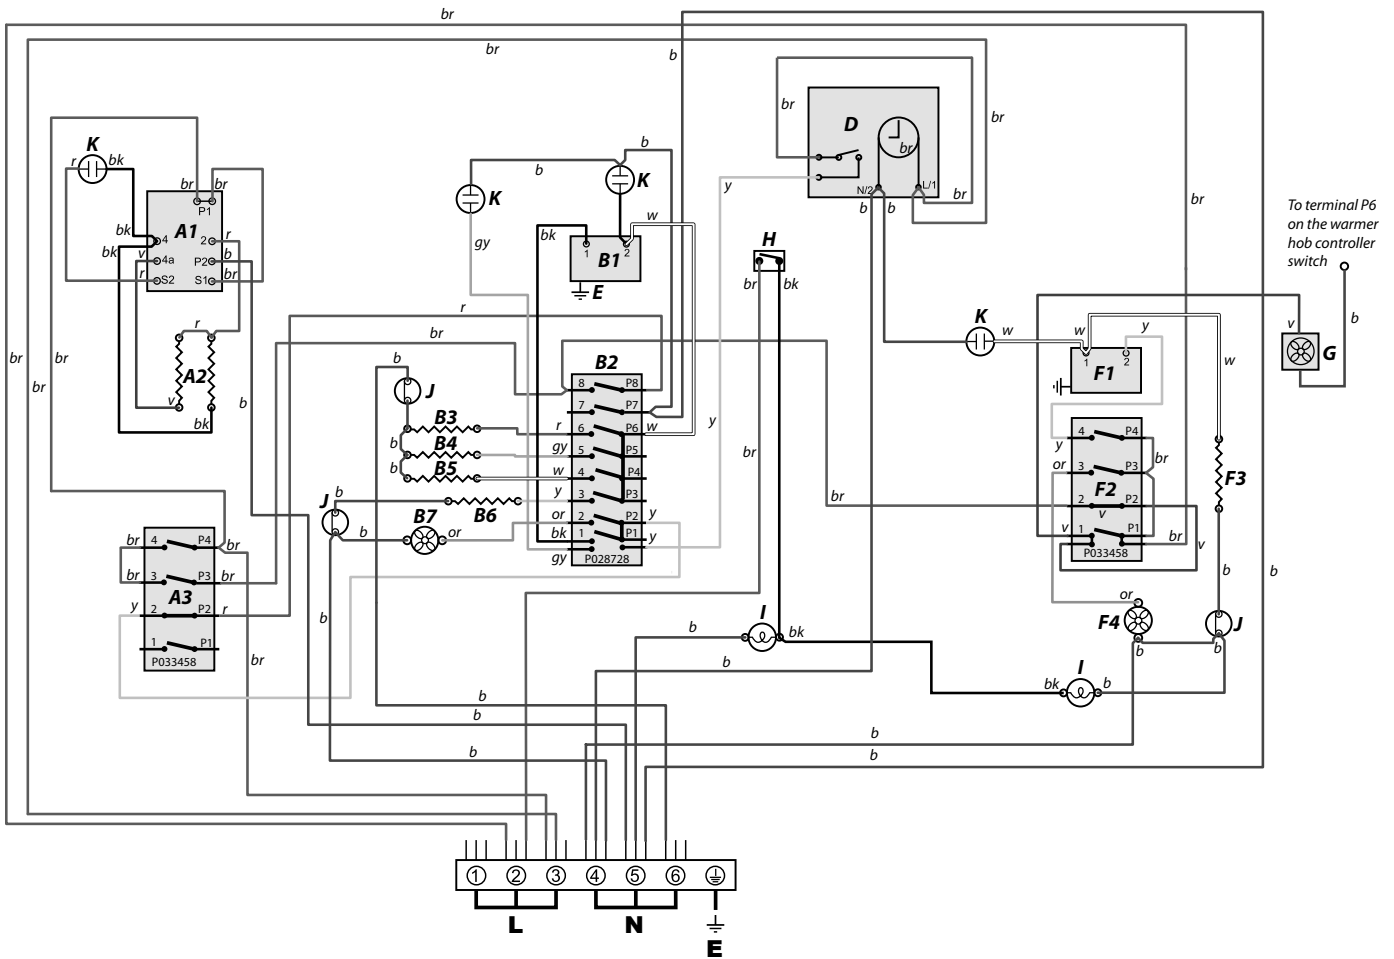 br
br
b
br
D
br
br
br
N/2
L/1
b
b
br
K
r
bk
br
br
P1
A1
bk
bk
4
2
r
v
4a
P2
b
r
S2
S1
br
r
A2
v
bk
b
b
K
K
w
gy
bk
1
2
B1
E
y
H
br
bk
br
To terminal P6
on the warmer
hob controller
switch
b
v
G
K
w
w
y
1
2
F1
w
r
br
b
J
B2
8
P8
7
P7
6
P6
w
5
P5
4
P4
3
P3
2
P2
y
1
P1
y
P028728
r
gy
w
y
or
bk
gy
B3
B4
B5
b
b
J
b
B6
B7
b
or
y
br
br
br
br
br
b
4
P4
y
or
3
P3
br
F2
2
P2
v
v
1
P1
br
v
P033458
F3
b
b
br
4
P4
br
br
3
P3
br
A3
y
2
P2
r
1
P1
P033458
br
b
or
F4
b
J
b
b
I
bk
b
I
bk
b
b
b
b
b
b
1
2
3
4
5
6
L
N
E